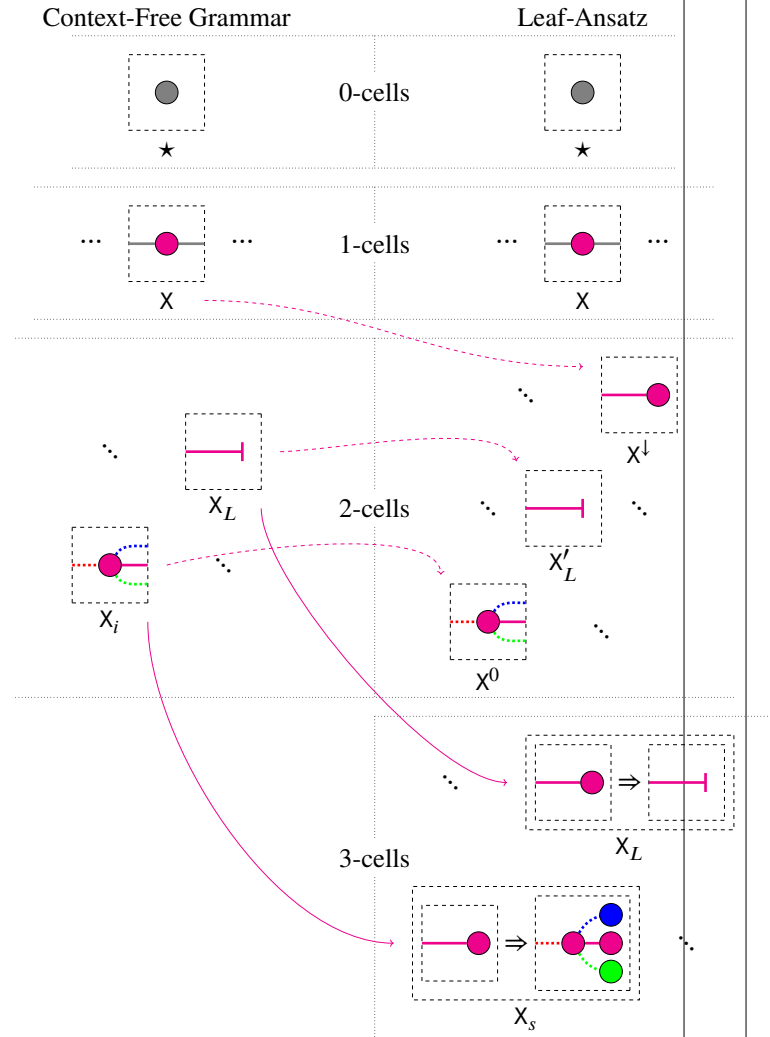 Context-Free Grammar Leaf-Ansatz
0-cells
★ ★
... ... 1-cells ... ...
X X
X↓
X_L 2-cells
X′_L
X_i
X⁰
⇒
X_L
3-cells
⇒
X_s